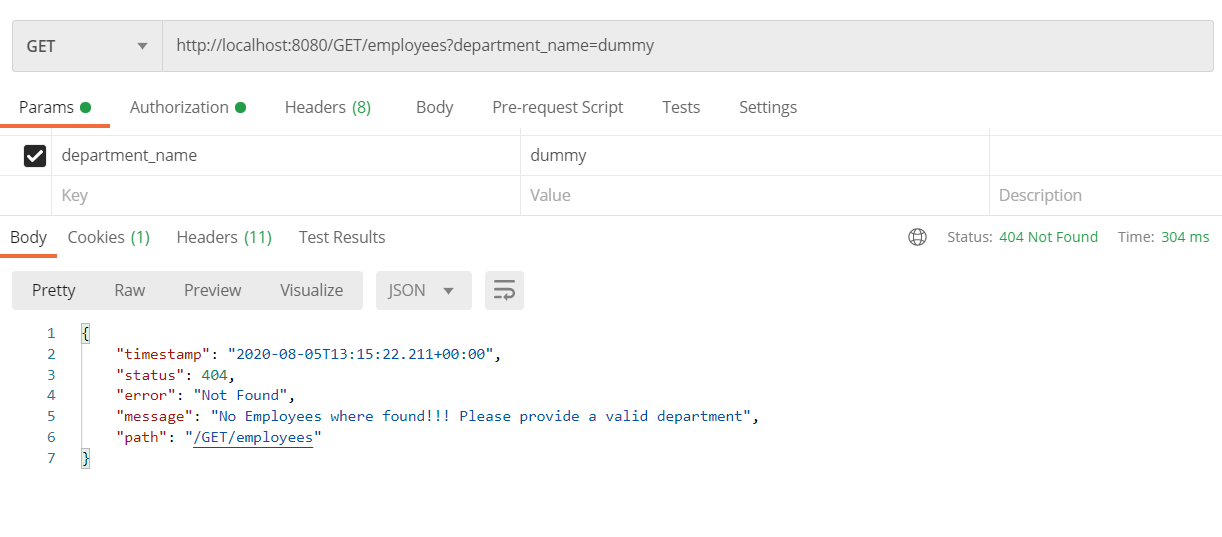 GET http://localhost:8080/GET/employees?department_name=dummy
Params Authorization Headers (8) Body Pre-request Script Tests Settings
department_name dummy
Key Value Description
Body Cookies (1) Headers (11) Test Results Status: 404 Not Found Time: 304 ms
Pretty Raw Preview Visualize JSON
1 {
2 "timestamp": "2020-08-05T13:15:22.211+00:00",
3 "status": 404,
4 "error": "Not Found",
5 "message": "No Employees where found!!! Please provide a valid department",
6 "path": "/GET/employees"
7 }